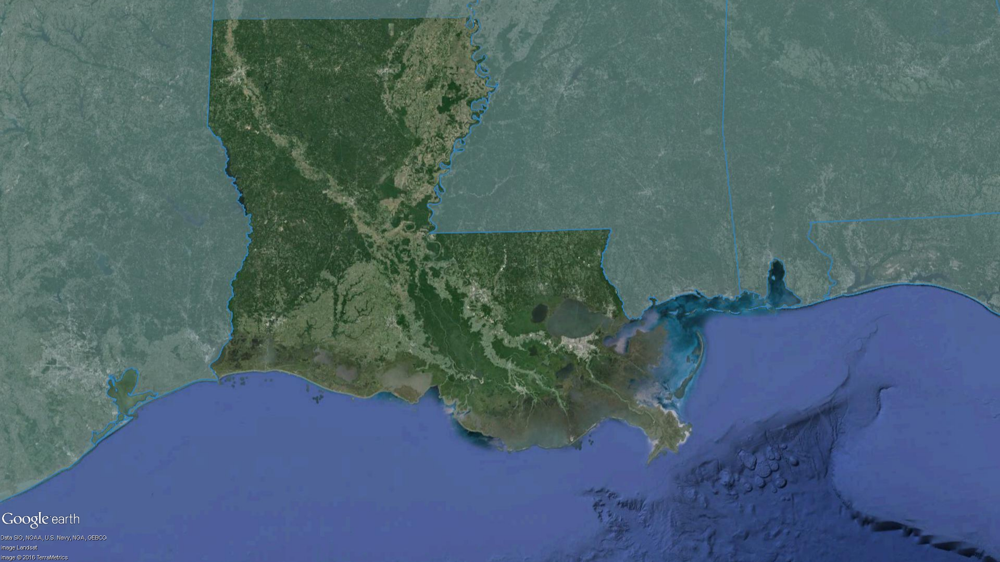 Google earth
Data SIO, NOAA, U.S. Navy, NGA, GEBCO
Image Landsat
Image © 2016 TerraMetrics